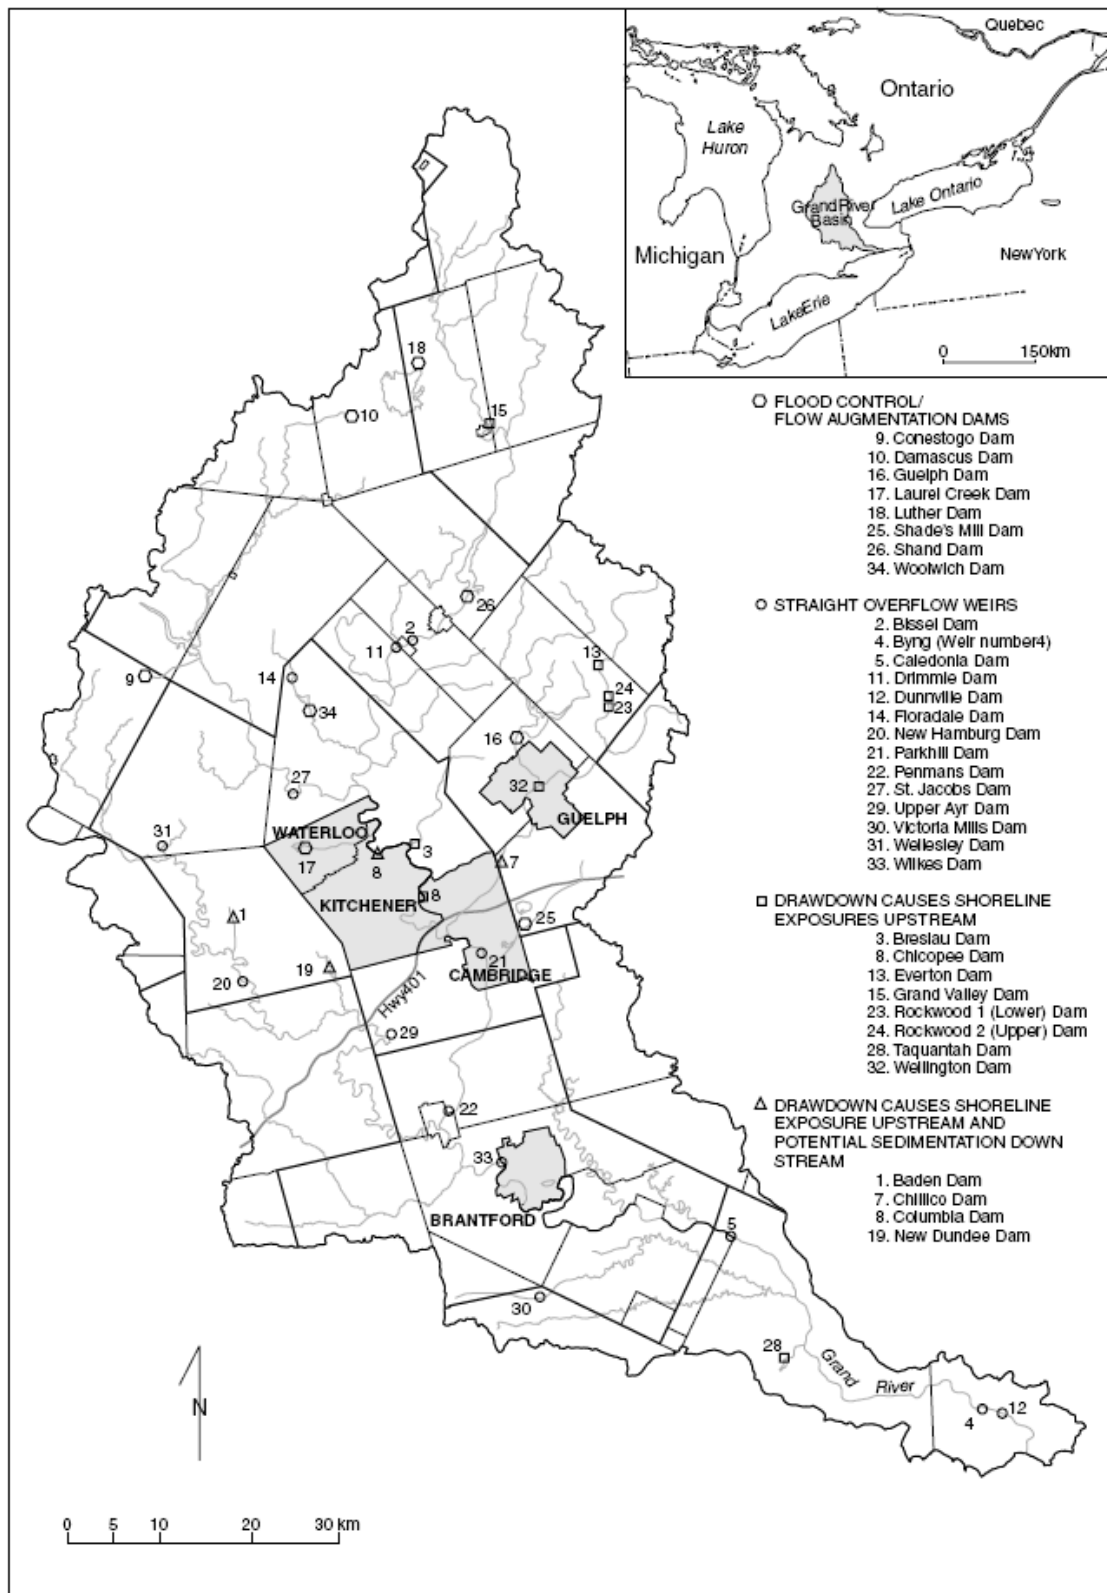 Quebec
Ontario
Lake
Huron
Grand River
Basin
Lake Ontario
Michigan
New York
Lake Erie
0 150km
18
10
15
26
2
11
13
24
23
9
14
34
16
32
GUELPH
27
31
WATERLOO
17
8
3
7
KITCHENER
8
1
25
19
21
CAMBRIDGE
20
Hwy401
29
22
33
BRANTFORD
5
30
28
Grand
River
4
12
N
0 5 10 20 30 km
FLOOD CONTROL/
FLOW AUGMENTATION DAMS
9. Conestogo Dam
10. Damascus Dam
16. Guelph Dam
17. Laurel Creek Dam
18. Luther Dam
25. Shade's Mill Dam
26. Shand Dam
34. Woolwich Dam
STRAIGHT OVERFLOW WEIRS
2. Bissel Dam
4. Byng (Weir number4)
5. Caledonia Dam
11. Drimmie Dam
12. Dunnville Dam
14. Floradale Dam
20. New Hamburg Dam
21. Parkhill Dam
22. Penmans Dam
27. St. Jacobs Dam
29. Upper Ayr Dam
30. Victoria Mills Dam
31. Wellesley Dam
33. Wilkes Dam
DRAWDOWN CAUSES SHORELINE
EXPOSURES UPSTREAM
3. Breslau Dam
8. Chicopee Dam
13. Everton Dam
15. Grand Valley Dam
23. Rockwood 1 (Lower) Dam
24. Rockwood 2 (Upper) Dam
28. Taquantah Dam
32. Wellington Dam
DRAWDOWN CAUSES SHORELINE
EXPOSURE UPSTREAM AND
POTENTIAL SEDIMENTATION DOWN
STREAM
1. Baden Dam
7. Chillico Dam
8. Columbia Dam
19. New Dundee Dam